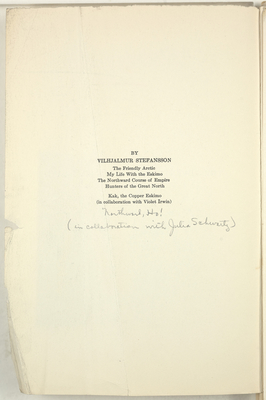 BY
VILHJALMUR STEFANSSON
The Friendly Arctic
My Life With the Eskimo
The Northward Course of Empire
Hunters of the Great North
Kak, the Copper Eskimo
(in collaboration with Violet Irwin)
Northward, Ho!
(in collaboration with Julia Schwartz)